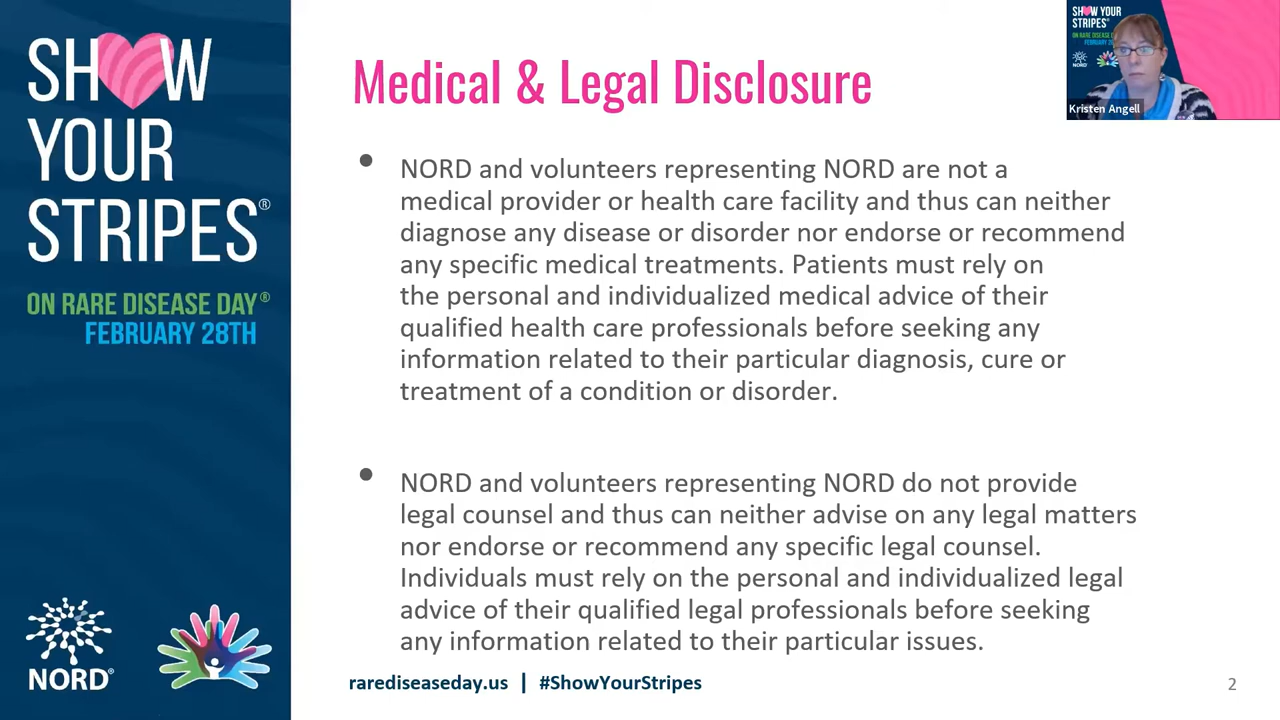 SHOW
YOUR
STRIPES®
ON RARE DISEASE DAY®
FEBRUARY 28TH
NORD®
Medical & Legal Disclosure
• NORD and volunteers representing NORD are not a
medical provider or health care facility and thus can neither
diagnose any disease or disorder nor endorse or recommend
any specific medical treatments. Patients must rely on
the personal and individualized medical advice of their
qualified health care professionals before seeking any
information related to their particular diagnosis, cure or
treatment of a condition or disorder.
• NORD and volunteers representing NORD do not provide
legal counsel and thus can neither advise on any legal matters
nor endorse or recommend any specific legal counsel.
Individuals must rely on the personal and individualized legal
advice of their qualified legal professionals before seeking
any information related to their particular issues.
rarediseaseday.us | #ShowYourStripes
2
SHOW YOUR
STRIPES®
ON RARE DISEASE
FEBRUARY
NORD
Kristen Angell